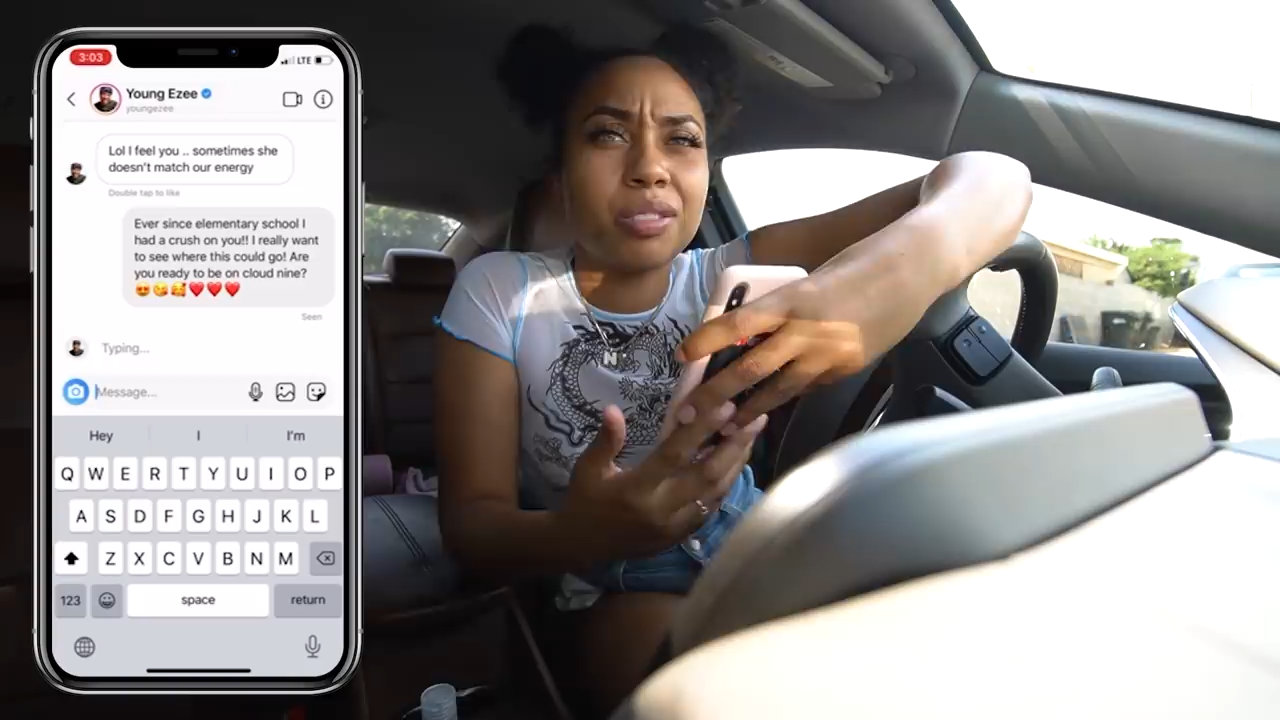 3:03
LTE
Young Ezee
youngezee
Lol I feel you .. sometimes she
doesn't match our energy
Double tap to like
Ever since elementary school I
had a crush on you!! I really want
to see where this could go! Are
you ready to be on cloud nine?
😍😘🥰❤️❤️❤️
Seen
Typing...
Message...
Hey I I'm
Q W E R T Y U I O P
A S D F G H J K L
Z X C V B N M
123 space return
N